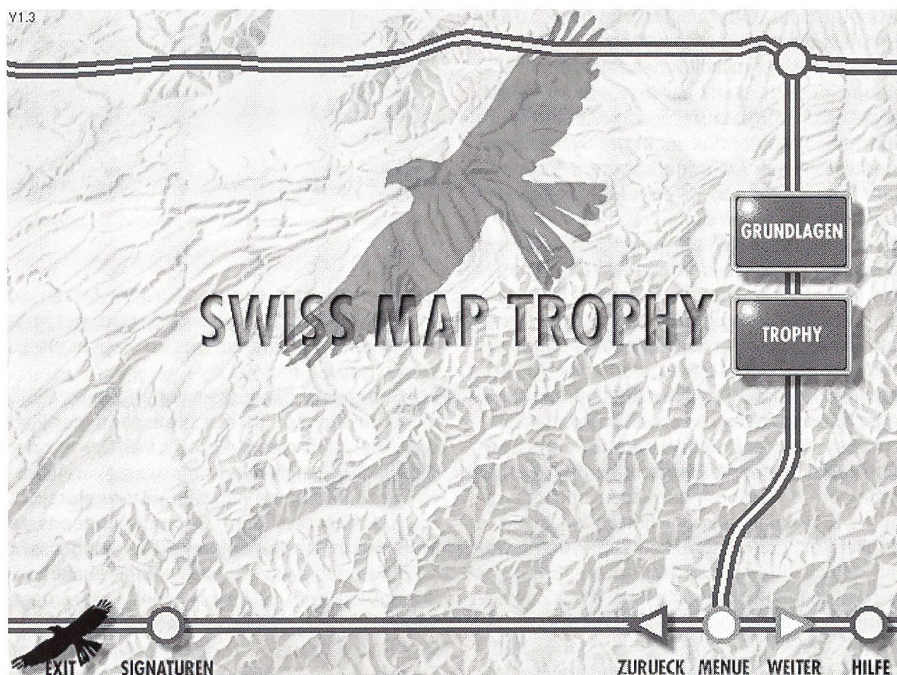 V1.3
GRUNDLAGEN
SWISS MAP TROPHY
TROPHY
EXIT SIGNATUREN ZURUECK MENUE WEITER HILFE